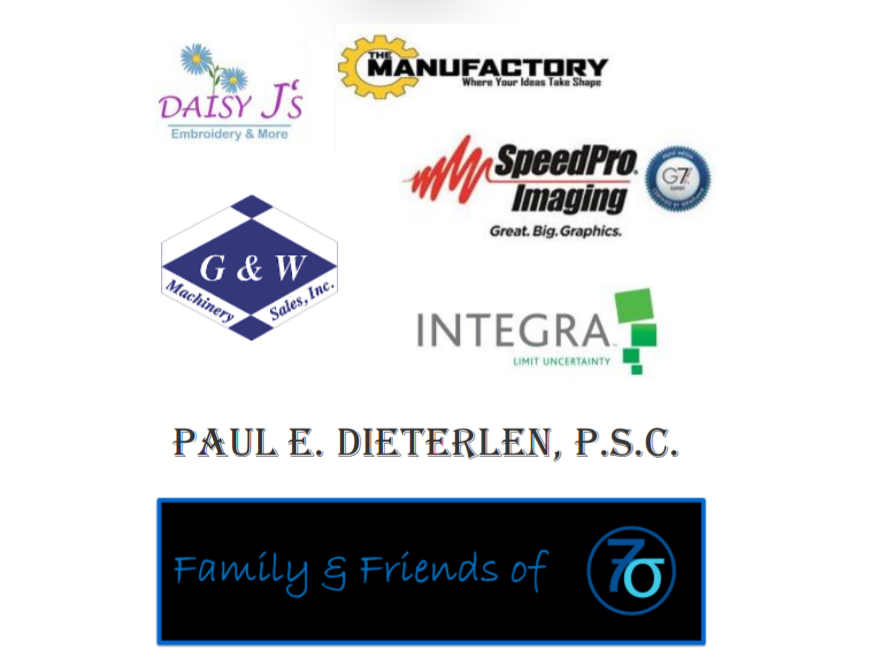 DAISY J'S
Embroidery & More
THE
MANUFACTORY
Where Your Ideas Take Shape
SpeedPro
Imaging
Great. Big. Graphics.
G7
G & W
Machinery Sales, Inc.
INTEGRA
LIMIT UNCERTAINTY
PAUL E. DIETERLEN, P.S.C.
Family & Friends of 7σ